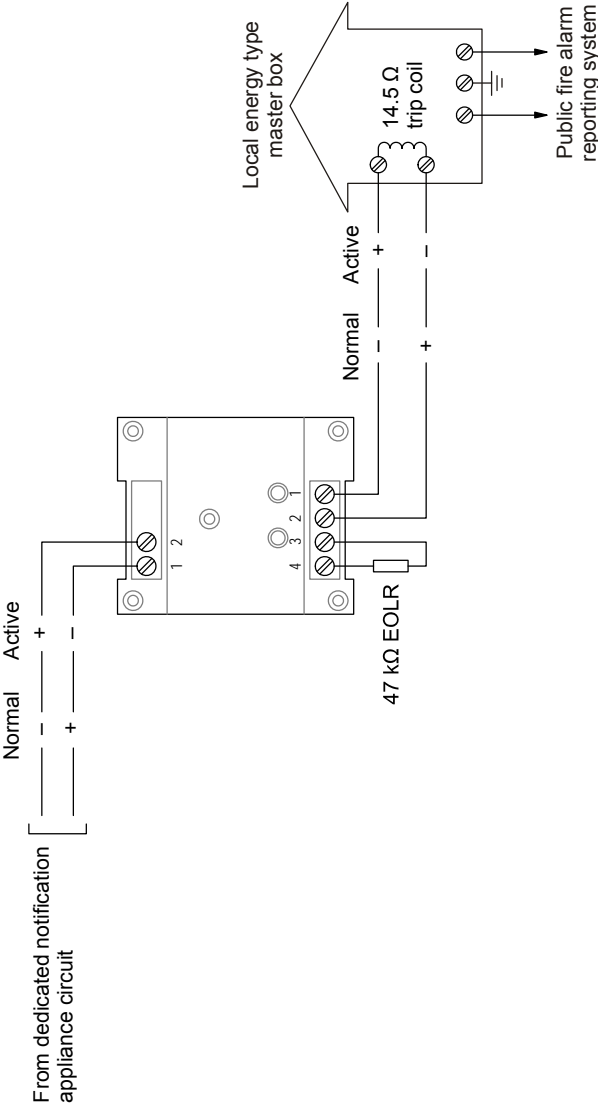 Normal Active
From dedicated notification
appliance circuit
− +
+ −
1 2
4 3 2 1
47 kΩ EOLR
Normal Active
− +
+ −
Local energy type
master box
14.5 Ω
trip coil
Public fire alarm
reporting system